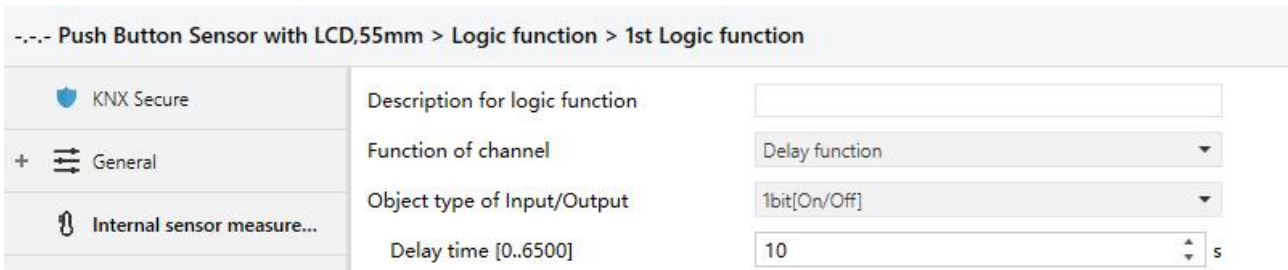 -.-.- Push Button Sensor with LCD,55mm > Logic function > 1st Logic function
KNX Secure
Description for logic function
Function of channel Delay function
+ General
Object type of Input/Output 1bit[On/Off]
Internal sensor measure...
Delay time [0..6500] 10 s